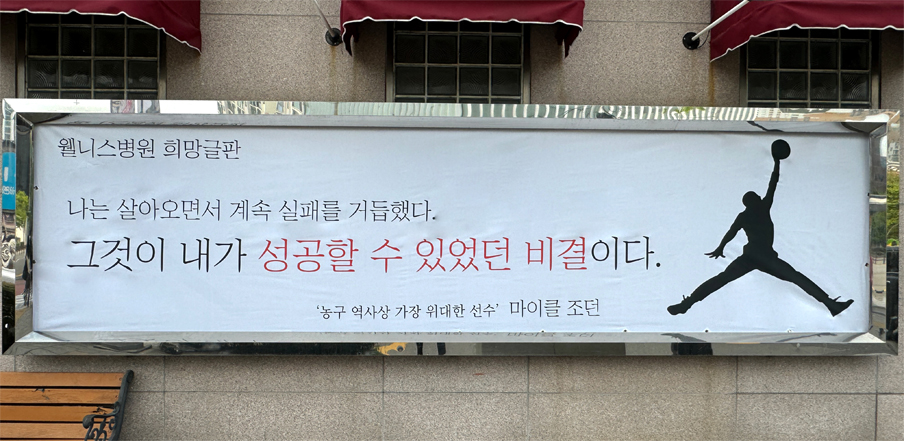 웰니스병원 희망글판
나는 살아오면서 계속 실패를 거듭했다.
그것이 내가 성공할 수 있었던 비결이다.
‘농구 역사상 가장 위대한 선수’ 마이클 조던